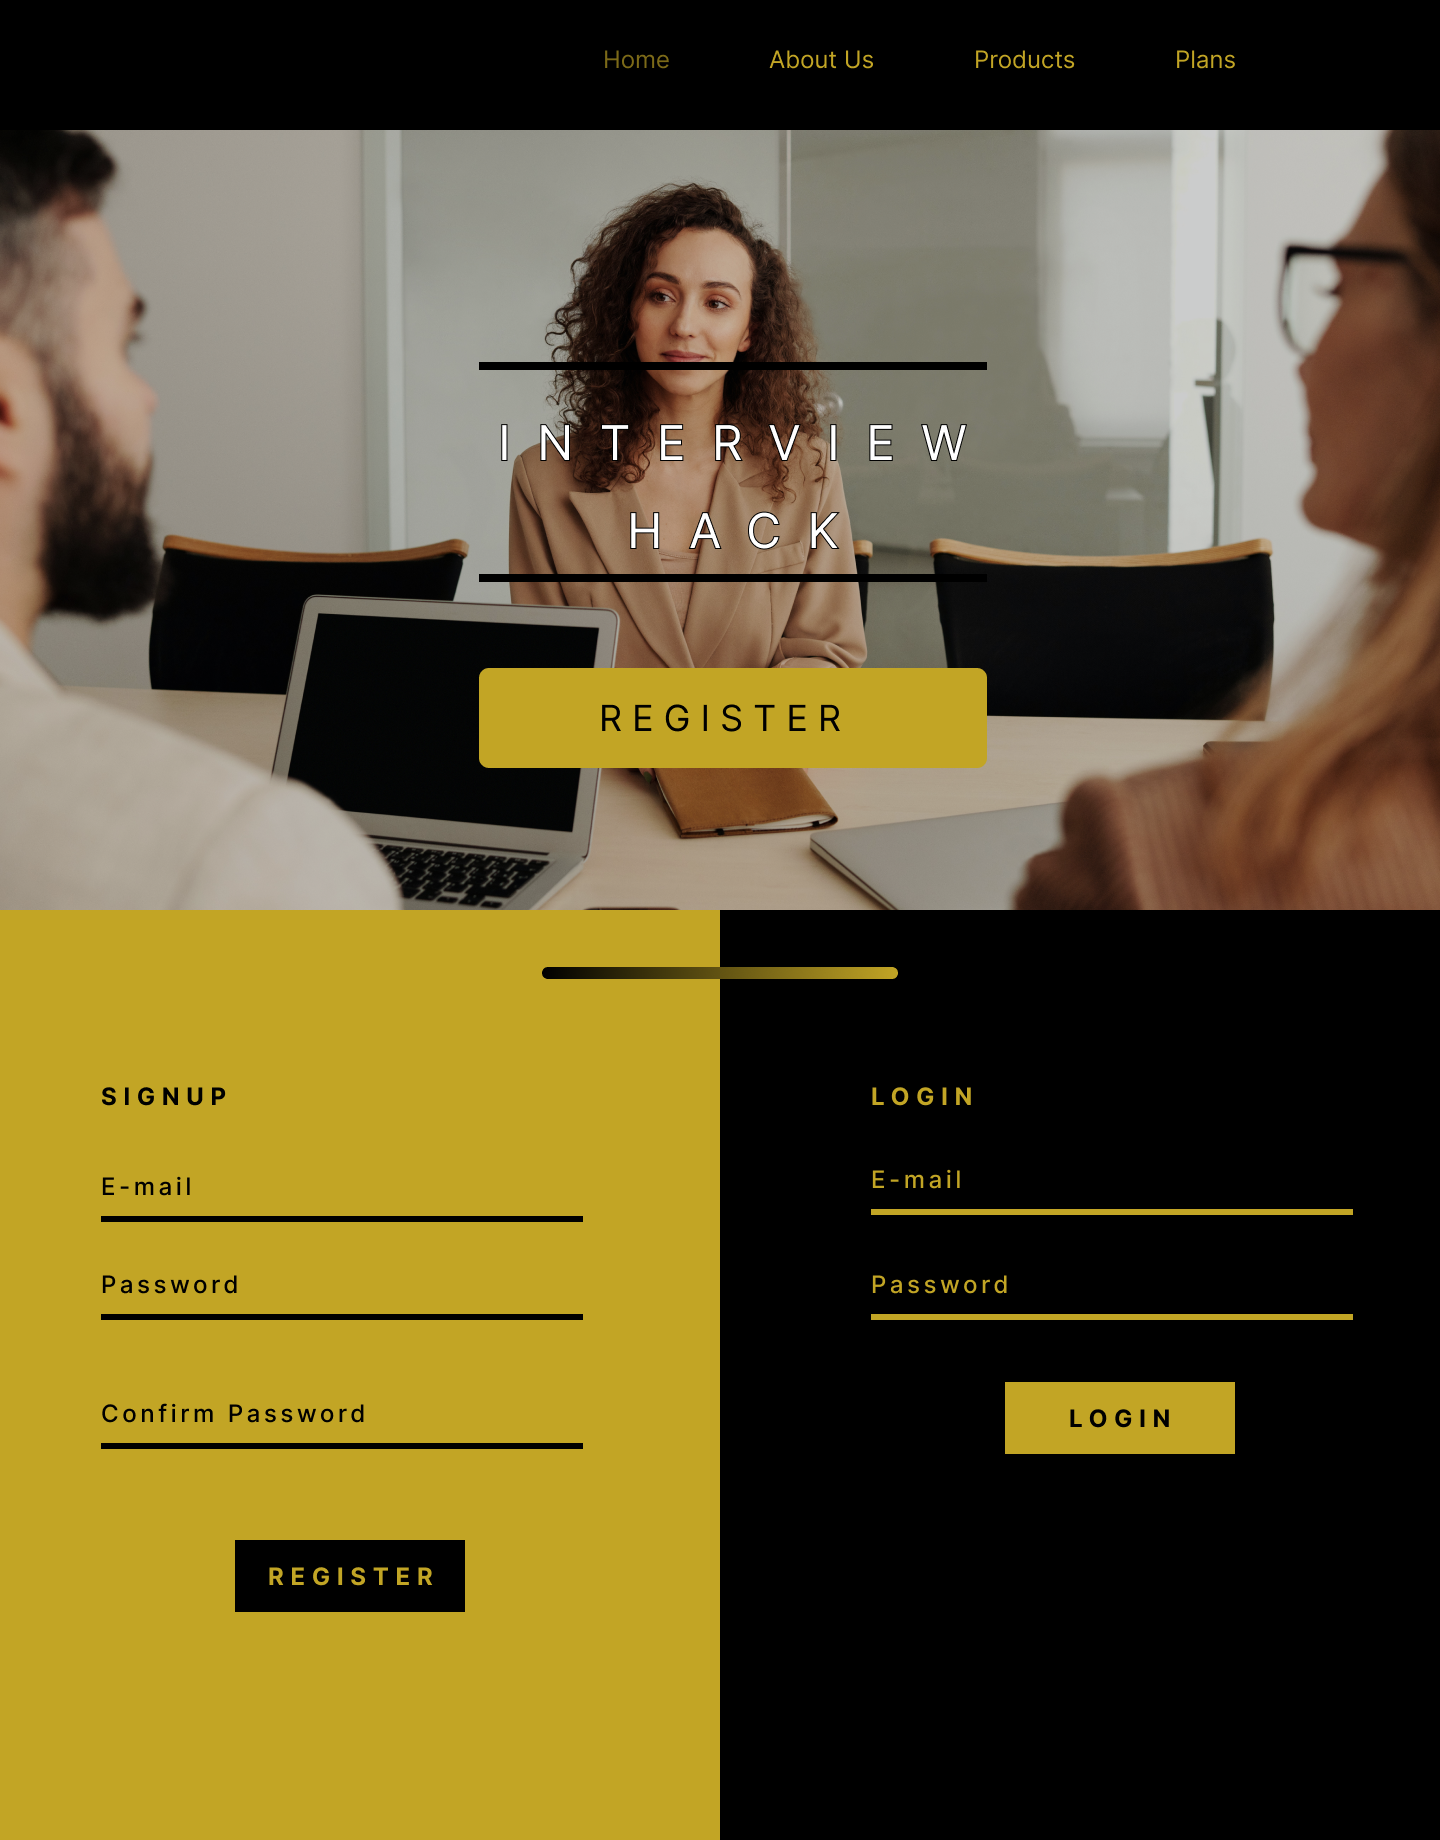 Home About Us Products Plans
INTERVIEW
HACK
REGISTER
SIGNUP
E-mail
Password
Confirm Password
REGISTER
LOGIN
E-mail
Password
LOGIN